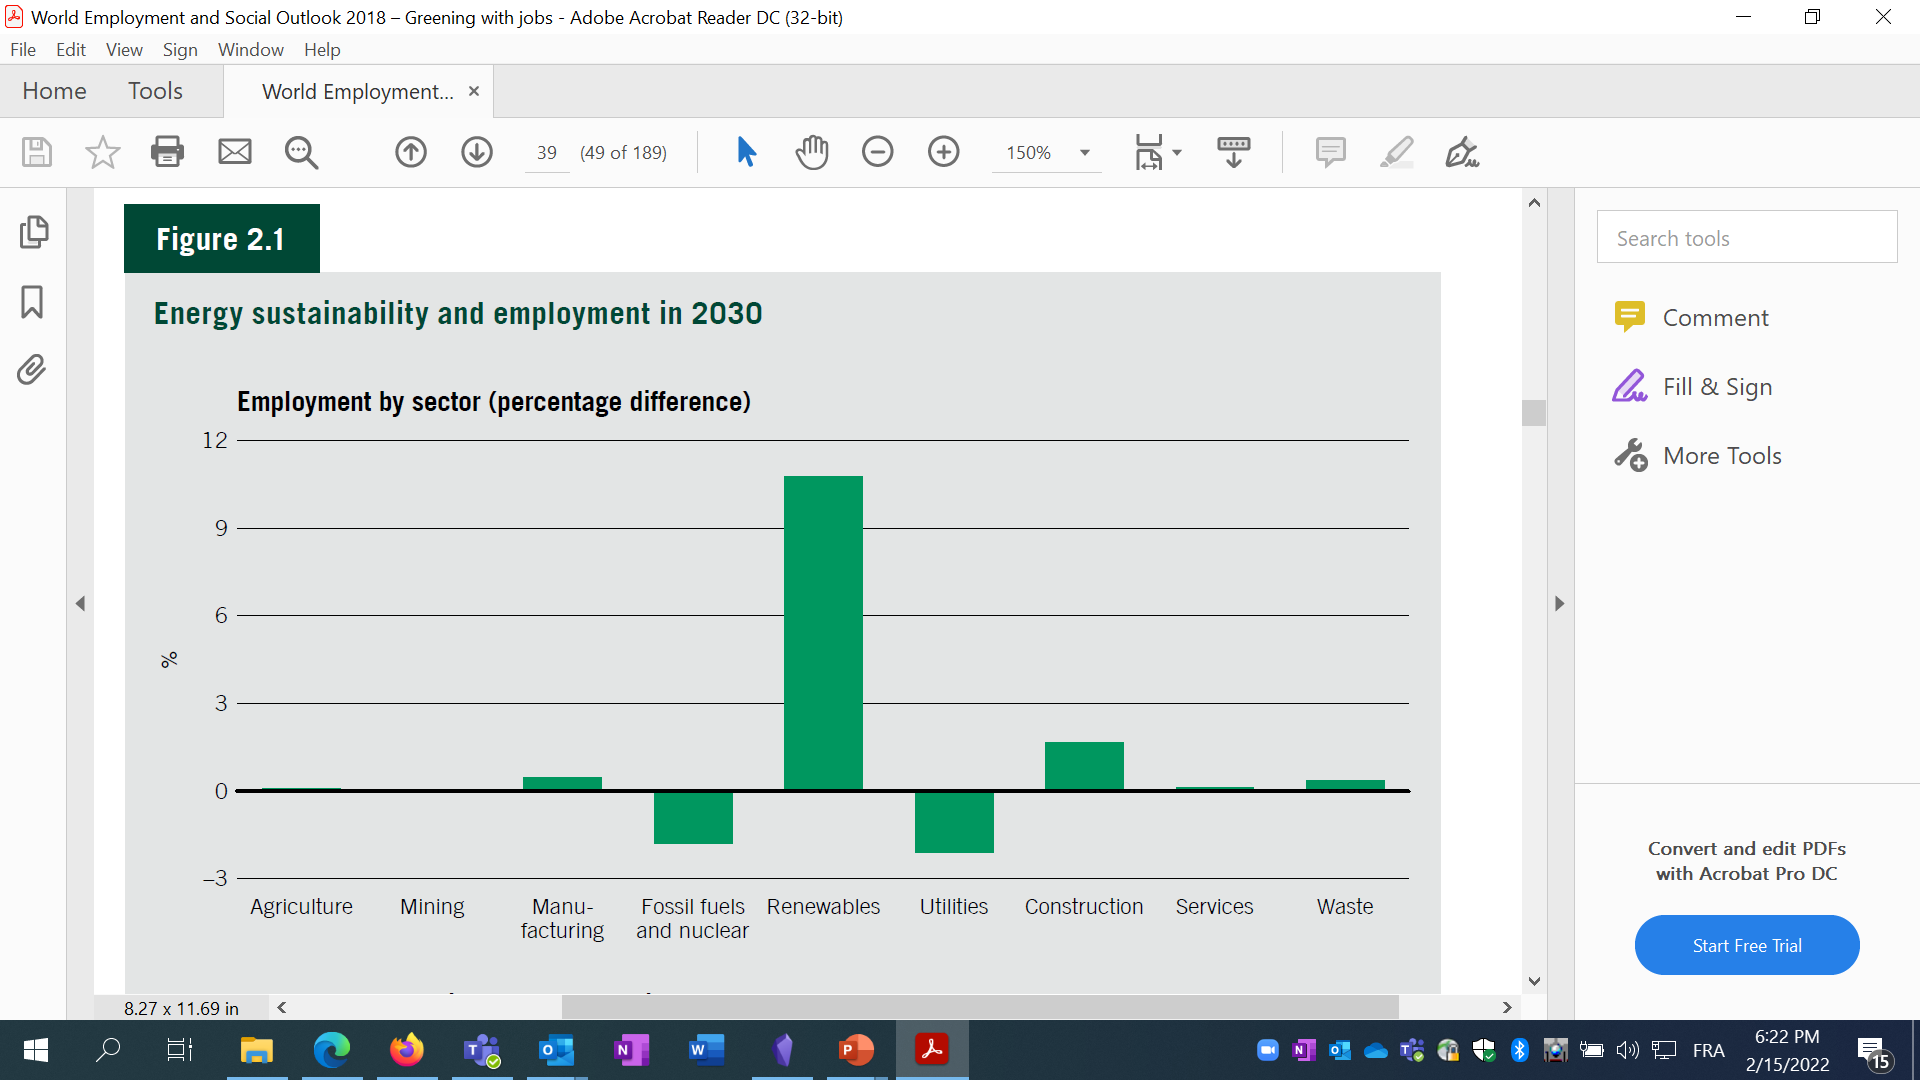 World Employment and Social Outlook 2018 – Greening with jobs - Adobe Acrobat Reader DC (32-bit)
File Edit View Sign Window Help
Home Tools World Employment... ×
39 (49 of 189) 150%
Figure 2.1
Energy sustainability and employment in 2030
Employment by sector (percentage difference)
12
9
6
%
3
0
–3
Agriculture Mining Manu- Fossil fuels Renewables Utilities Construction Services Waste
facturing and nuclear
8.27 x 11.69 in
Search tools
Comment
Fill & Sign
More Tools
Convert and edit PDFs
with Acrobat Pro DC
Start Free Trial
FRA
6:22 PM
2/15/2022
15